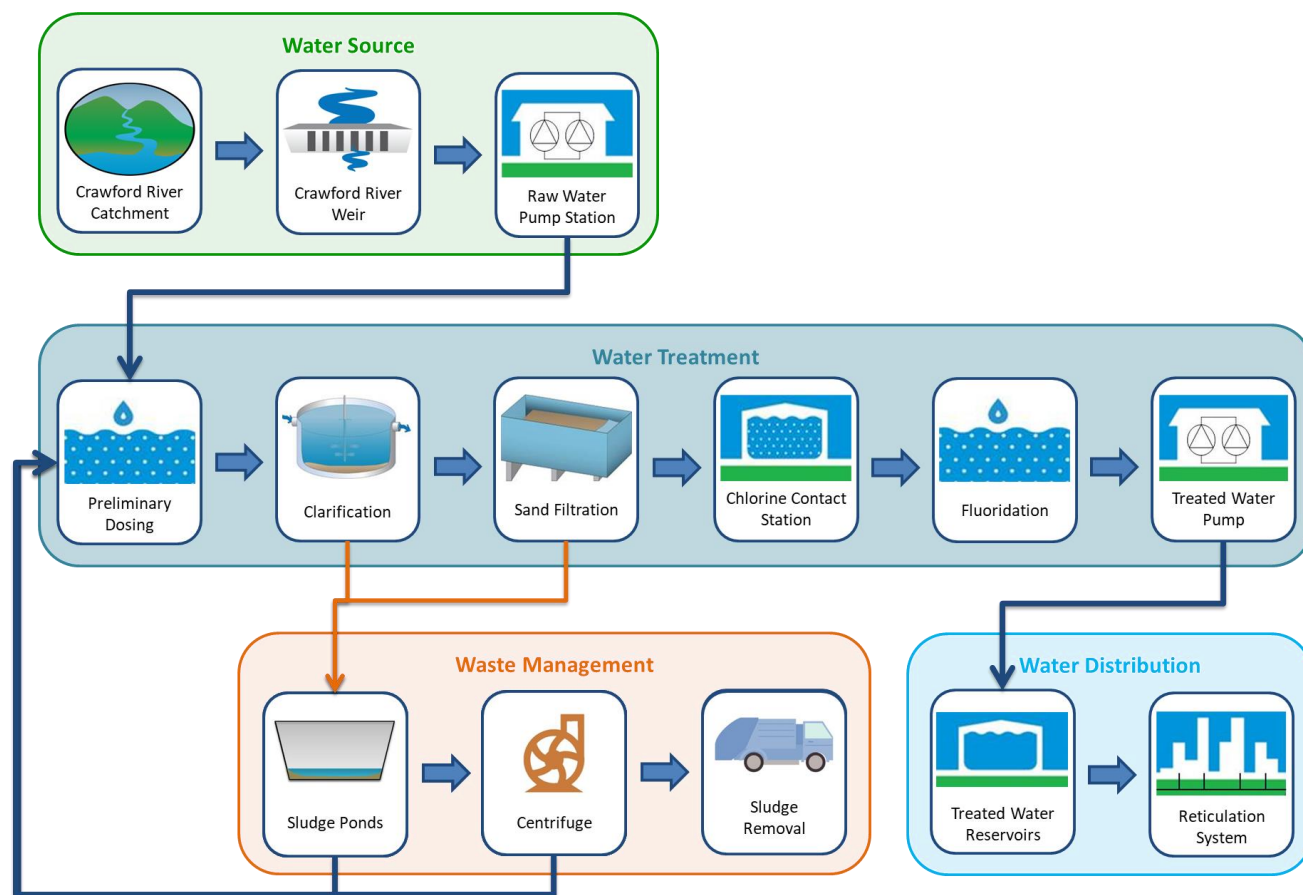 Water Source
Crawford River
Catchment
Crawford River
Weir
Raw Water
Pump Station
Water Treatment
Preliminary
Dosing
Clarification
Sand Filtration
Chlorine Contact
Station
Fluoridation
Treated Water
Pump
Waste Management
Sludge Ponds
Centrifuge
Sludge
Removal
Water Distribution
Treated Water
Reservoirs
Reticulation
System